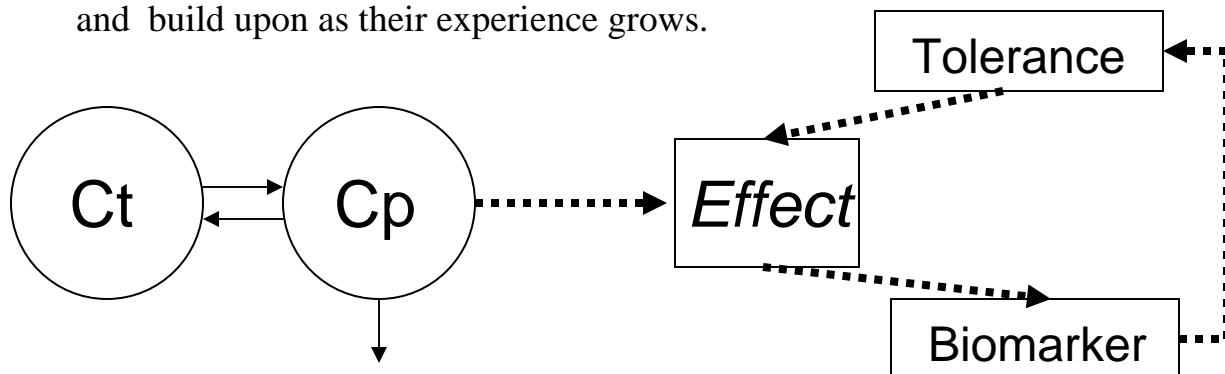 and build upon as their experience grows.
Tolerance
Ct
Cp
Effect
Biomarker